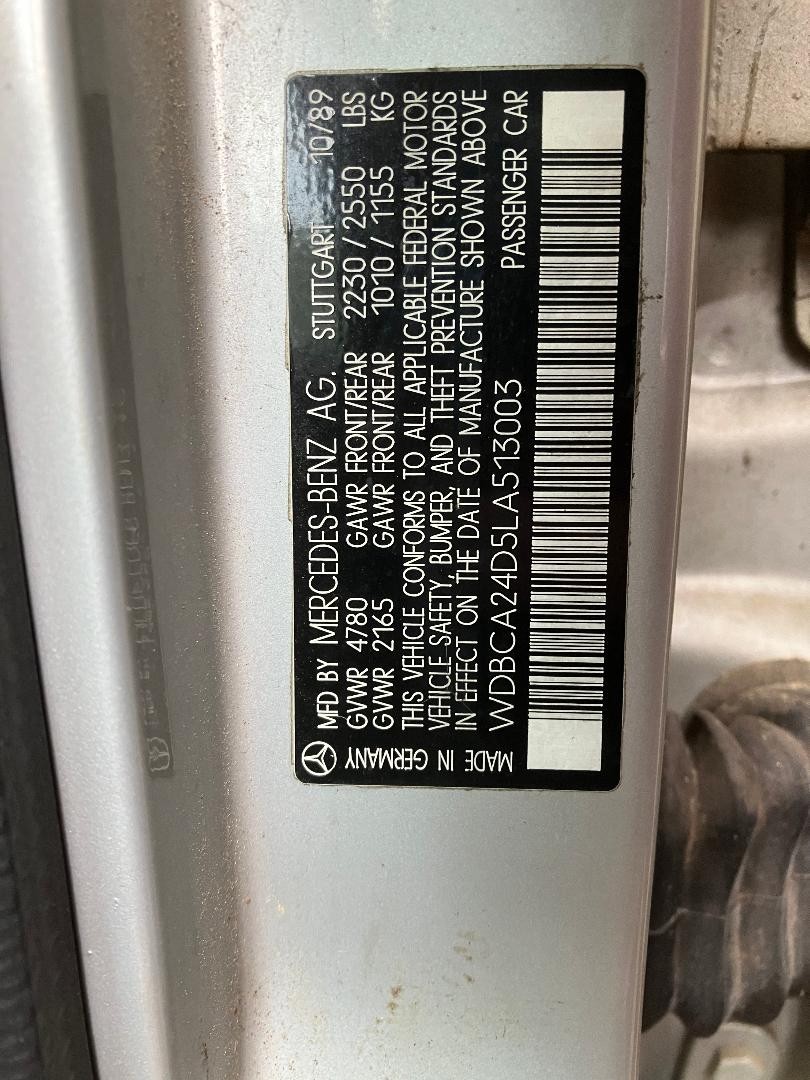 MFD BY MERCEDES-BENZ AG. STUTTGART 10/89
GVWR 4780 GAWR FRONT/REAR 2230 / 2550 LBS
GVWR 2165 GAWR FRONT/REAR 1010 / 1155 KG
THIS VEHICLE CONFORMS TO ALL APPLICABLE FEDERAL MOTOR
VEHICLE SAFETY, BUMPER, AND THEFT PREVENTION STANDARDS
IN EFFECT ON THE DATE OF MANUFACTURE SHOWN ABOVE
WDBCA24D5LA513003 PASSENGER CAR
MADE IN GERMANY